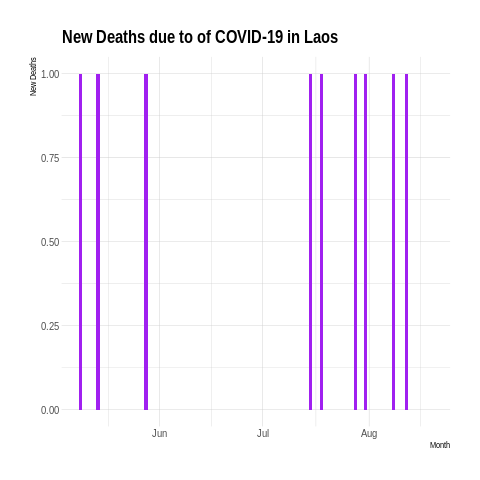 New Deaths due to of COVID-19 in Laos
New Deaths
1.00
0.75
0.50
0.25
0.00
Jun Jul Aug
Month